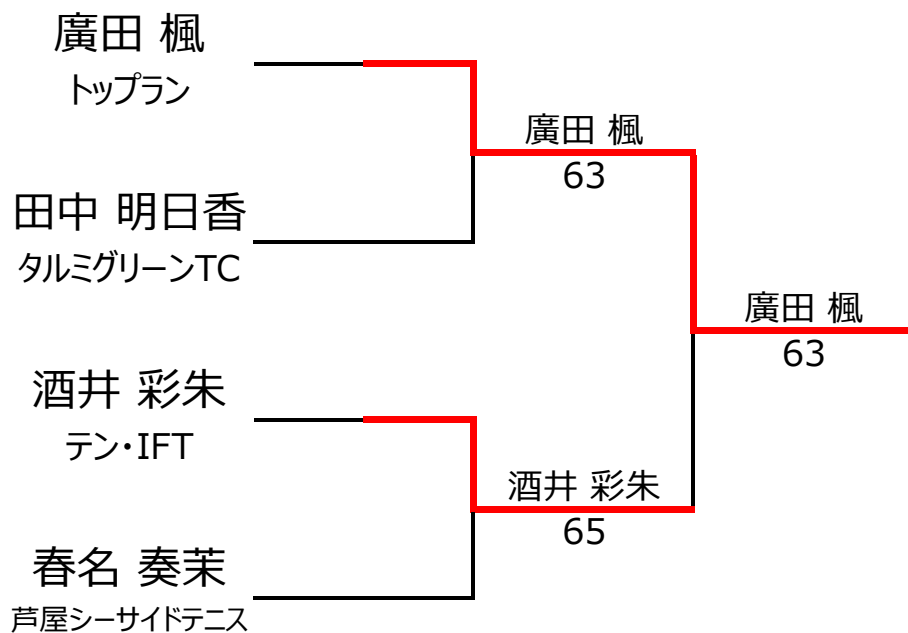 廣田 楓
トップラン
田中 明日香
タルミグリーンTC
酒井 彩朱
テン・IFT
春名 奏茉
芦屋シーサイドテニス
廣田 楓
63
酒井 彩朱
65
廣田 楓
63